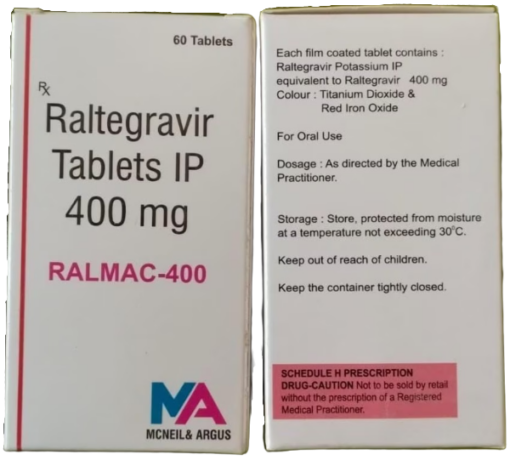 60 Tablets
Rx
Raltegravir
Tablets IP
400 mg
RALMAC-400
MA
MCNEIL & ARGUS
Each film coated tablet contains :
Raltegravir Potassium IP
equivalent to Raltegravir 400 mg
Colour : Titanium Dioxide &
Red Iron Oxide
For Oral Use
Dosage : As directed by the Medical
Practitioner.
Storage : Store, protected from moisture
at a temperature not exceeding 30°C.
Keep out of reach of children.
Keep the container tightly closed.
SCHEDULE H PRESCRIPTION
DRUG-CAUTION Not to be sold by retail
without the prescription of a Registered
Medical Practitioner.